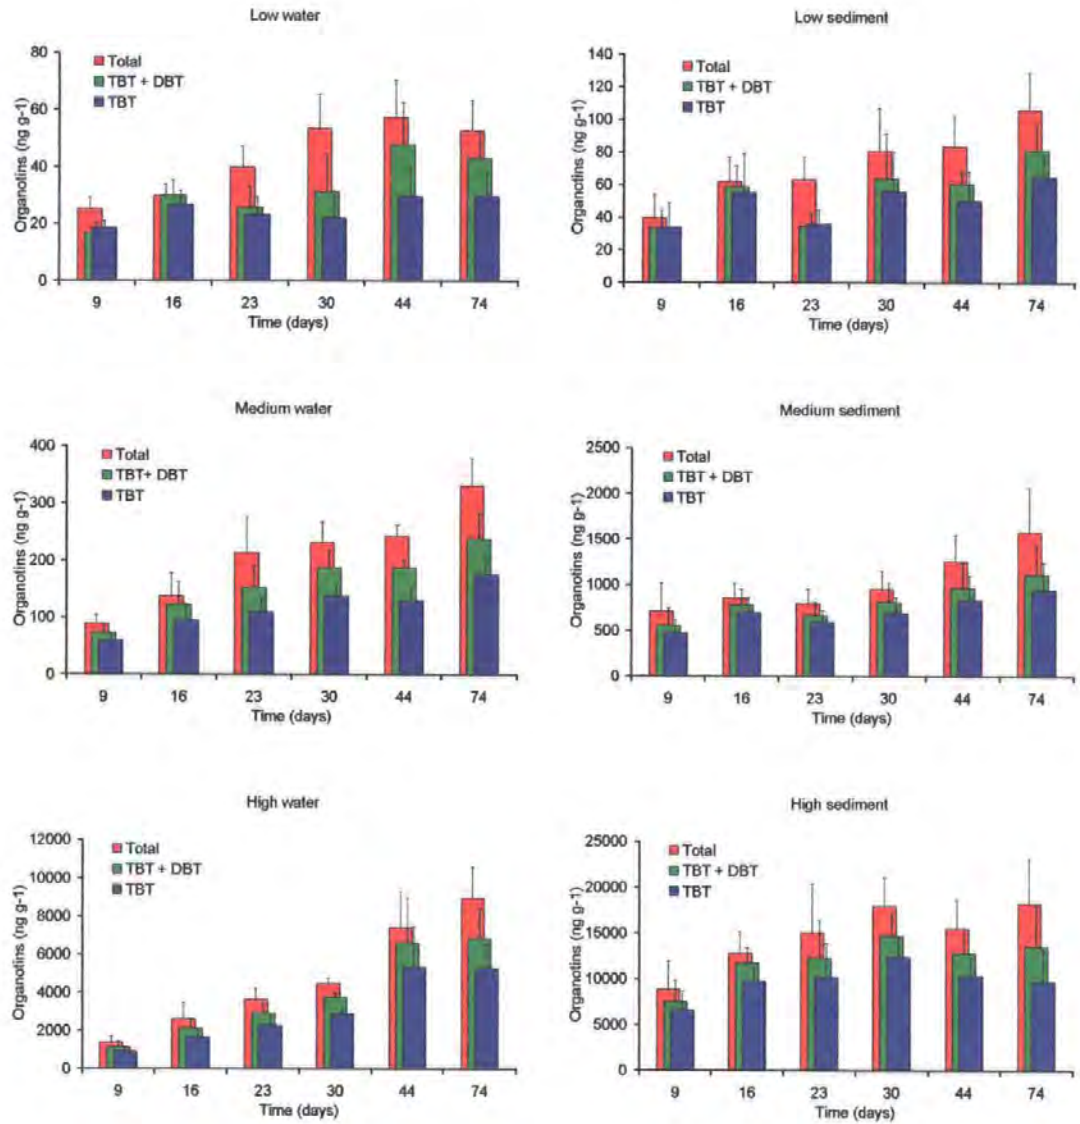 Low water
Organotins (ng g-1)
80
60
40
20
0
Total
TBT + DBT
TBT
9 16 23 30 44 74
Time (days)
Low sediment
Organotins (ng g-1)
140
120
100
80
60
40
20
0
Total
TBT + DBT
TBT
9 16 23 30 44 74
Time (days)
Medium water
Organotins (ng g-1)
400
300
200
100
0
Total
TBT+ DBT
TBT
9 16 23 30 44 74
Time (days)
Medium sediment
Organotins (ng g-1)
2500
2000
1500
1000
500
0
Total
TBT + DBT
TBT
9 16 23 30 44 74
Time (days)
High water
Organotins (ng g-1)
12000
10000
8000
6000
4000
2000
0
Total
TBT + DBT
TBT
9 16 23 30 44 74
Time (days)
High sediment
Organotins (ng g-1)
25000
20000
15000
10000
5000
0
Total
TBT + DBT
TBT
9 16 23 30 44 74
Time (days)